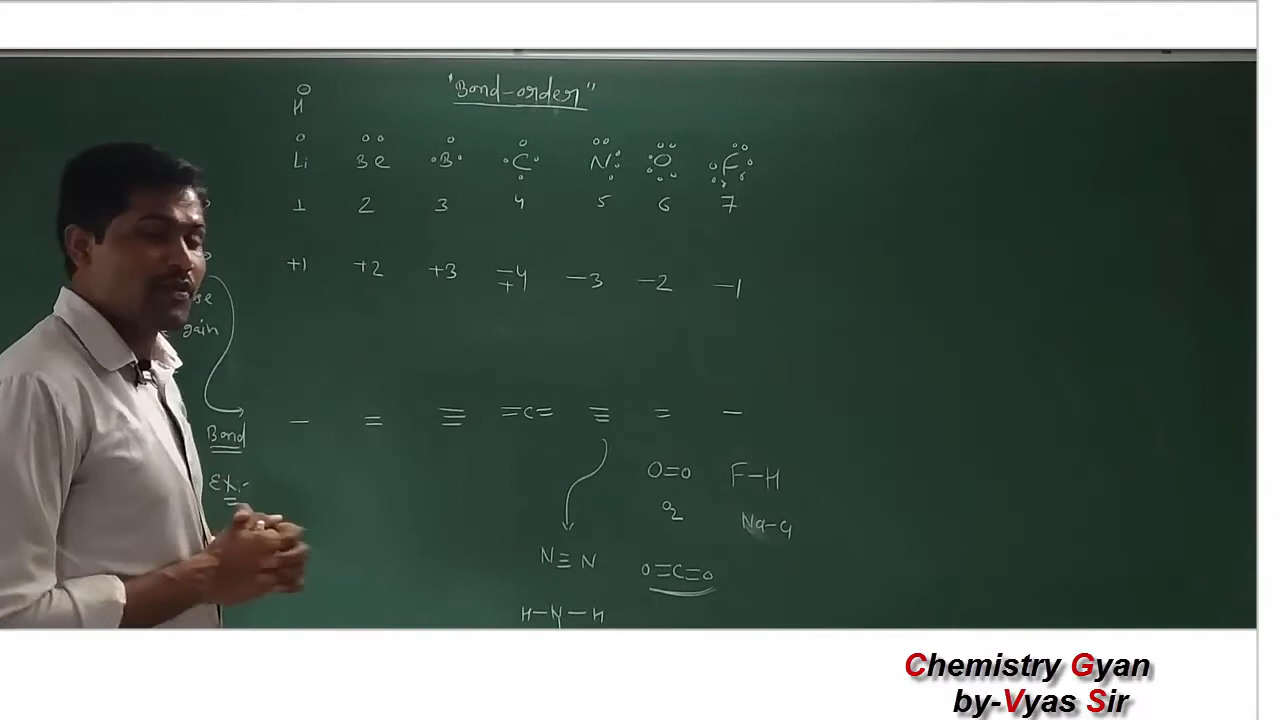 "Bond-order"
H
Li Be B C N O F
1 2 3 4 5 6 7
+1 +2 +3 -4 -3 -2 -1
+4
gain
− = ≡ =C= ≡ = −
Bond
Ex:-
O=O F-H
O2 Na-Cl
N≡N O=C=O
H-N-H
Chemistry Gyan
by-Vyas Sir